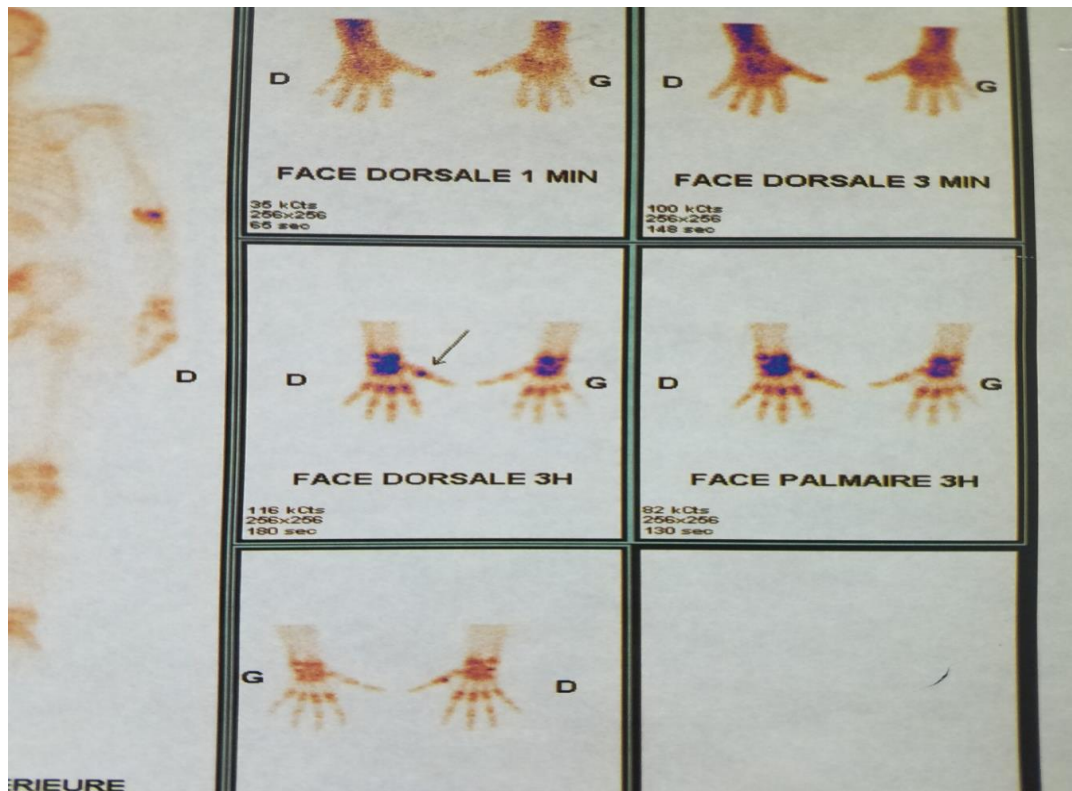 D
G
FACE DORSALE 1 MIN
35 kCts
256x256
65 sec
D
G
FACE DORSALE 3 MIN
100 kCts
256x256
148 sec
D
D
G
FACE DORSALE 3H
116 kCts
256x256
180 sec
D
G
FACE PALMAIRE 3H
82 kCts
256x256
130 sec
G
D
ERIEURE